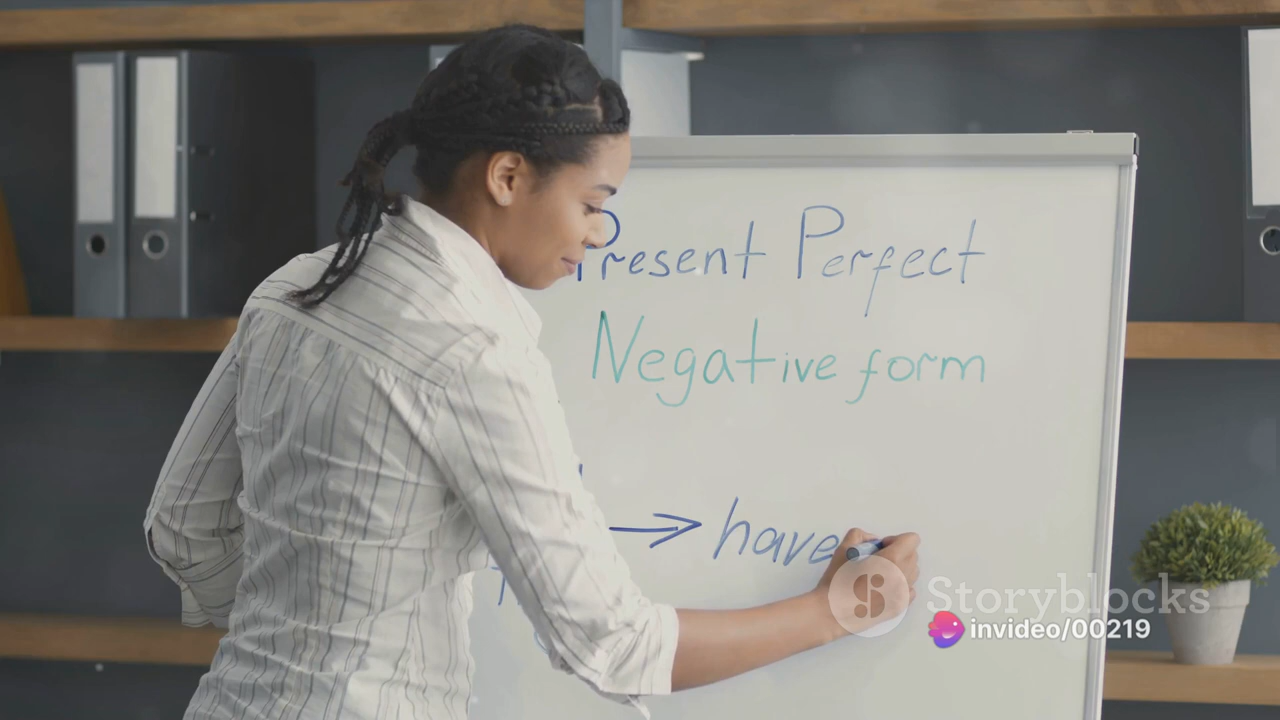 Present Perfect
Negative form
→ have
Storyblocks
invideo/00219